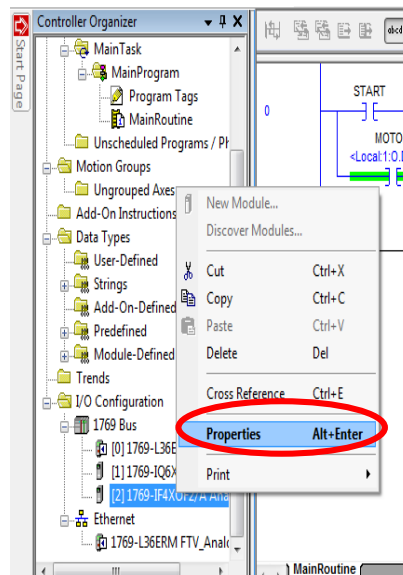 Controller Organizer
Start Page
MainTask
MainProgram
Program Tags
MainRoutine
Unscheduled Programs / Ph
Motion Groups
Ungrouped Axes
Add-On Instructions
Data Types
User-Defined
Strings
Add-On-Defined
Predefined
Module-Defined
Trends
I/O Configuration
1769 Bus
[0] 1769-L36E
[1] 1769-IQ6X
[2] 1769-IF4XOF2/A Ana
Ethernet
1769-L36ERM FTV_Analo
New Module...
Discover Modules...
Cut Ctrl+X
Copy Ctrl+C
Paste Ctrl+V
Delete Del
Cross Reference Ctrl+E
Properties Alt+Enter
Print
abcd
START
0
MOTO
<Local:1:O.D
MainRoutine